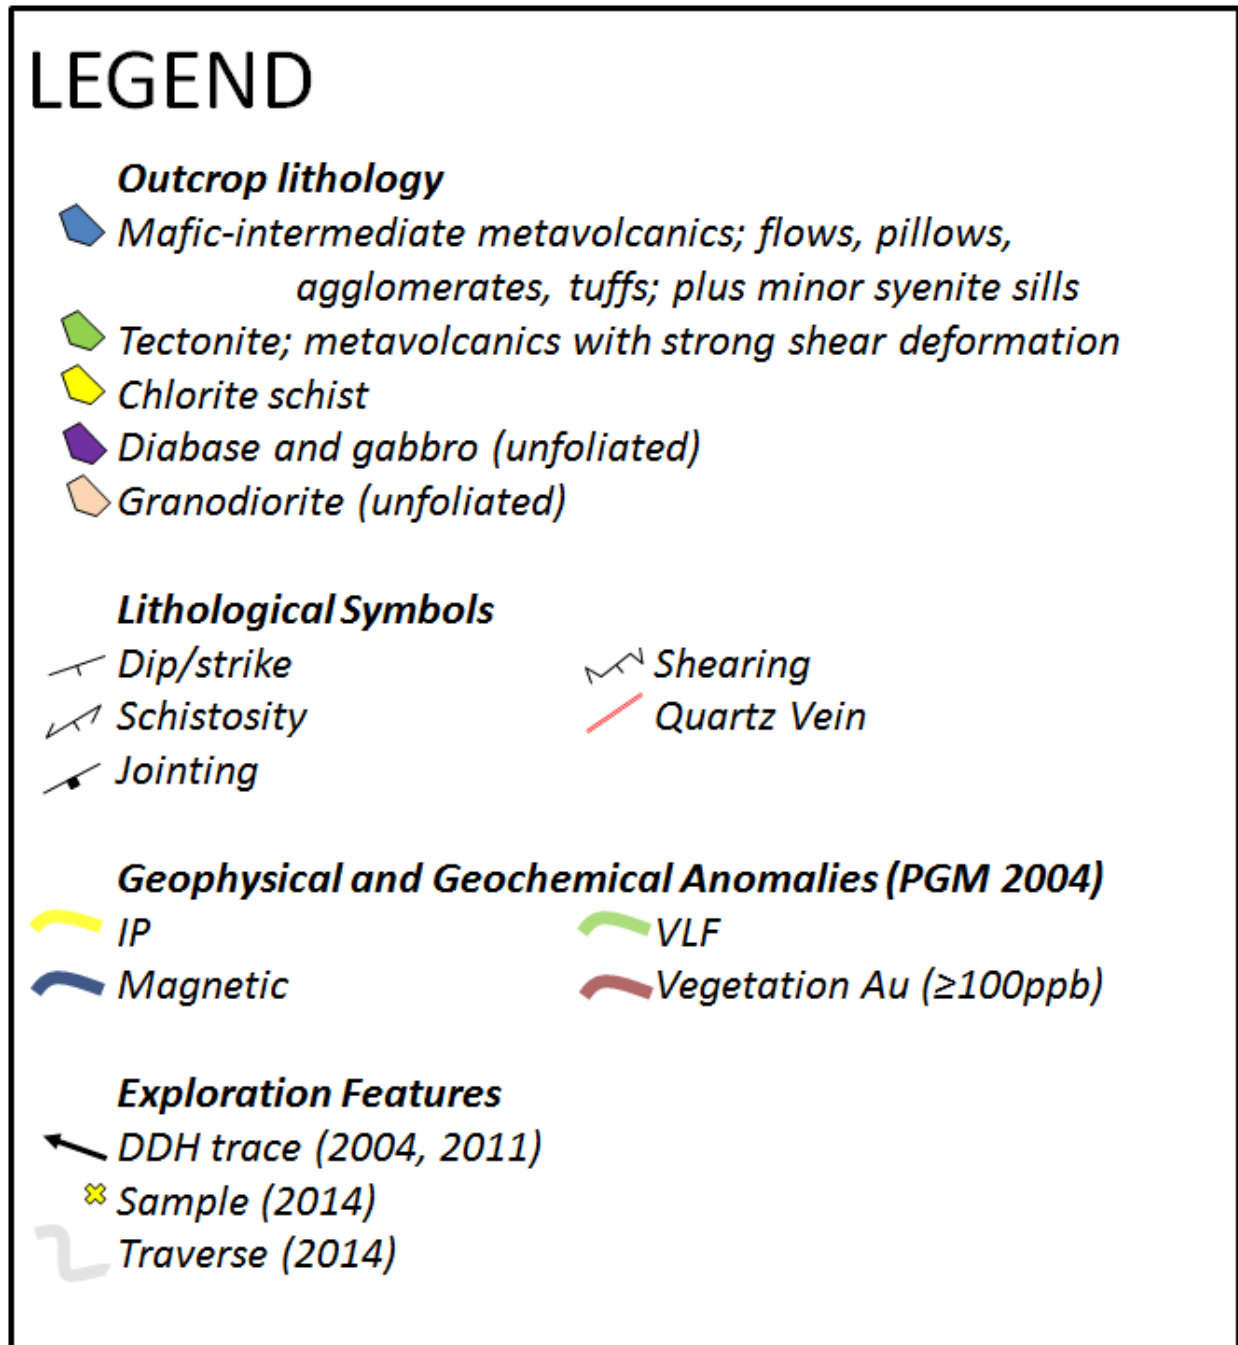 LEGEND
Outcrop lithology
Mafic-intermediate metavolcanics; flows, pillows,
agglomerates, tuffs; plus minor syenite sills
Tectonite; metavolcanics with strong shear deformation
Chlorite schist
Diabase and gabbro (unfoliated)
Granodiorite (unfoliated)
Lithological Symbols
Dip/strike Shearing
Schistosity Quartz Vein
Jointing
Geophysical and Geochemical Anomalies (PGM 2004)
IP VLF
Magnetic Vegetation Au (≥100ppb)
Exploration Features
DDH trace (2004, 2011)
Sample (2014)
Traverse (2014)